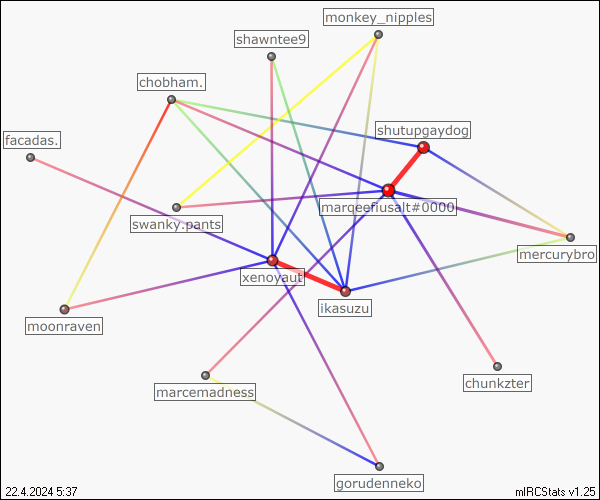 monkey_nipples
shawntee9
chobham.
shutupgaydog
facadas.
marqeefiusalt#0000
swanky.pants
mercurybro
xenoyaut
ikasuzu
moonraven
chunkzter
marcemadness
gorudenneko
22.4.2024 5:37
mIRCStats v1.25